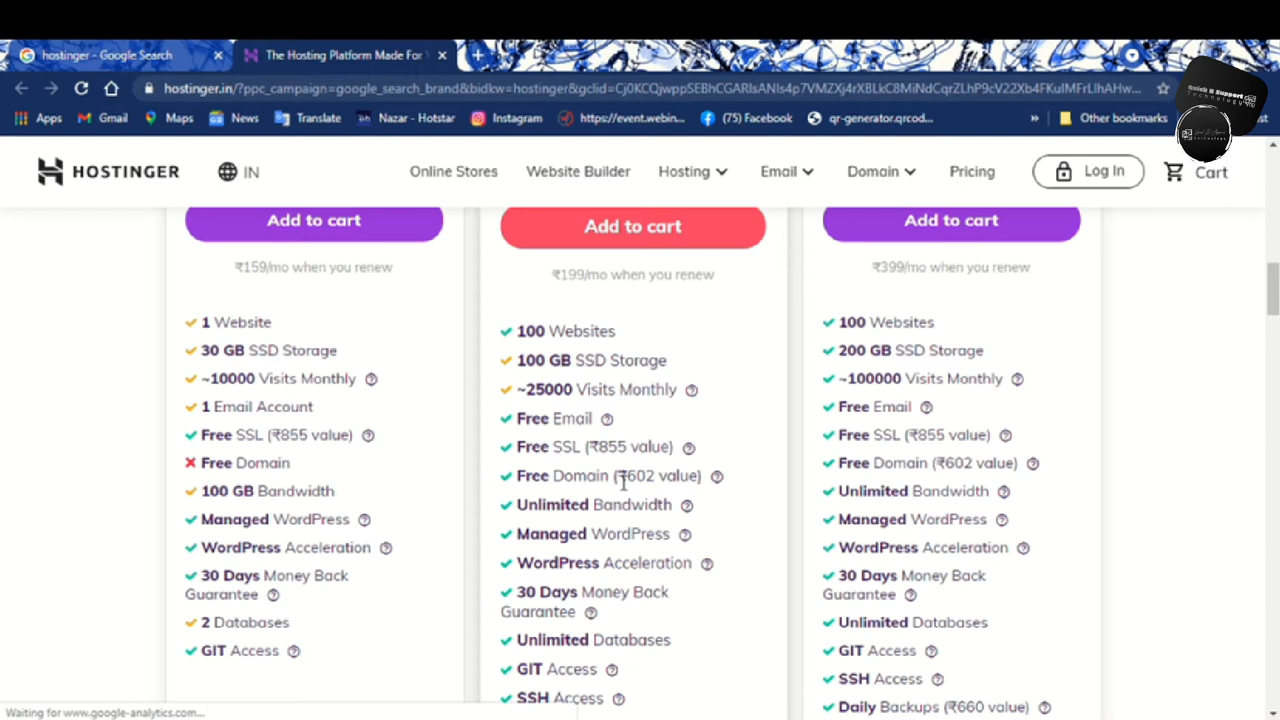 hostinger - Google Search
The Hosting Platform Made For
hostinger.in/?ppc_campaign=google_search_brand&bidkw=hostinger&gclid=Cj0KCQjwppSEBhCGARIsANIs4p7VMZXj4rXBLkC8MiNdCqrZLhP9cV22Xb4FKuIMFrLIhAHw...
Apps
Gmail
Maps
News
Translate
Nazar - Hotstar
Instagram
https://event.webin...
(75) Facebook
qr-generator.qrcod...
»
Other bookmarks
Quick N Support
Technology
HOSTINGER
IN
Online Stores
Website Builder
Hosting
Email
Domain
Pricing
Log In
Cart
Add to cart
₹159/mo when you renew
1 Website
30 GB SSD Storage
~10000 Visits Monthly
1 Email Account
Free SSL (₹855 value)
Free Domain
100 GB Bandwidth
Managed WordPress
WordPress Acceleration
30 Days Money Back
Guarantee
2 Databases
GIT Access
Add to cart
₹199/mo when you renew
100 Websites
100 GB SSD Storage
~25000 Visits Monthly
Free Email
Free SSL (₹855 value)
Free Domain (₹602 value)
Unlimited Bandwidth
Managed WordPress
WordPress Acceleration
30 Days Money Back
Guarantee
Unlimited Databases
GIT Access
SSH Access
Add to cart
₹399/mo when you renew
100 Websites
200 GB SSD Storage
~100000 Visits Monthly
Free Email
Free SSL (₹855 value)
Free Domain (₹602 value)
Unlimited Bandwidth
Managed WordPress
WordPress Acceleration
30 Days Money Back
Guarantee
Unlimited Databases
GIT Access
SSH Access
Daily Backups (₹660 value)
Waiting for www.google-analytics.com...